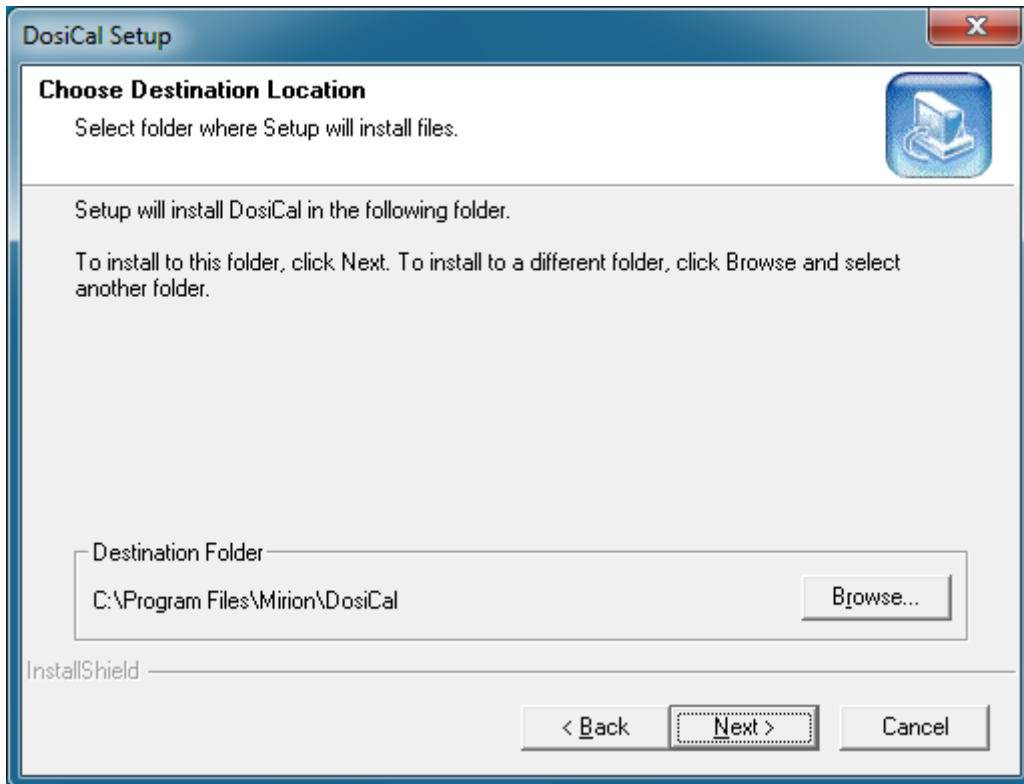 DosiCal Setup
Choose Destination Location
Select folder where Setup will install files.
Setup will install DosiCal in the following folder.
To install to this folder, click Next. To install to a different folder, click Browse and select
another folder.
Destination Folder
C:\Program Files\Mirion\DosiCal
Browse...
InstallShield
< Back
Next >
Cancel